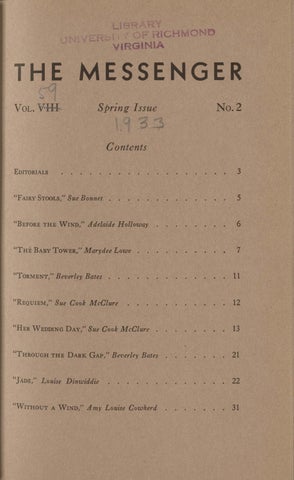 LIBRARY
UNIVERSITY OF RICHMOND
VIRGINIA
THE MESSENGER
59
VOL. VIII Spring Issue No. 2
1933
Contents
EDITORIALS . . . . . . . . . . . . . . . . 3
"FAIRY STOOLS," Sue Bonnet . . . . . . . . . . 5
"BEFORE THE WIND," Adelaide Holloway . . . . . . . 6
"THE BABY TOWER," Marydee Lowe . . . . . . . . . 7
"TORMENT," Beverley Bates . . . . . . . . . . . 11
"REQUIEM," Sue Cook McClure . . . . . . . . . . 12
"HER WEDDING DAY," Sue Cook McClure . . . . . . . 13
"THROUGH THE DARK GAP," Beverley Bates . . . . . . 21
"JADE," Louise Dinwiddie . . . . . . . . . . . 22
"WITHOUT A WIND," Amy Louise Cowherd . . . . . . . 31